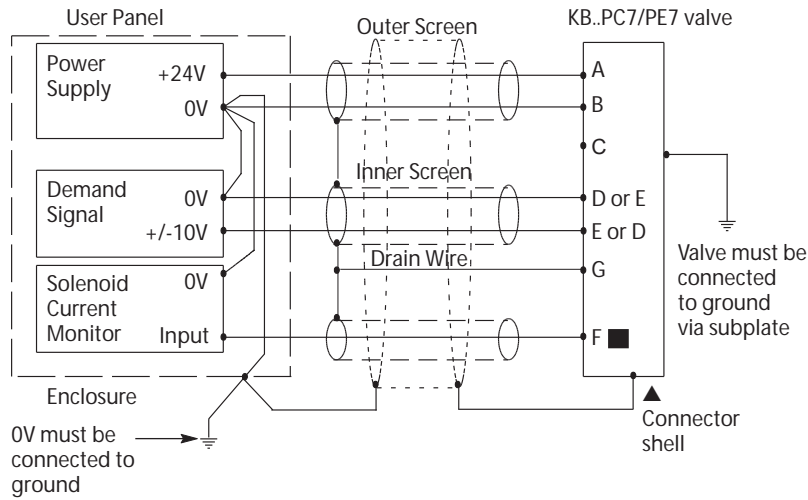 User Panel
Outer Screen
KB..PC7/PE7 valve
Power
Supply
+24V
0V
A
B
C
Demand
Signal
0V
+/-10V
Inner Screen
D or E
E or D
Drain Wire
G
Solenoid
Current
Monitor
0V
Input
F
Valve must be
connected
to ground
via subplate
Enclosure
Connector
shell
0V must be
connected to
ground